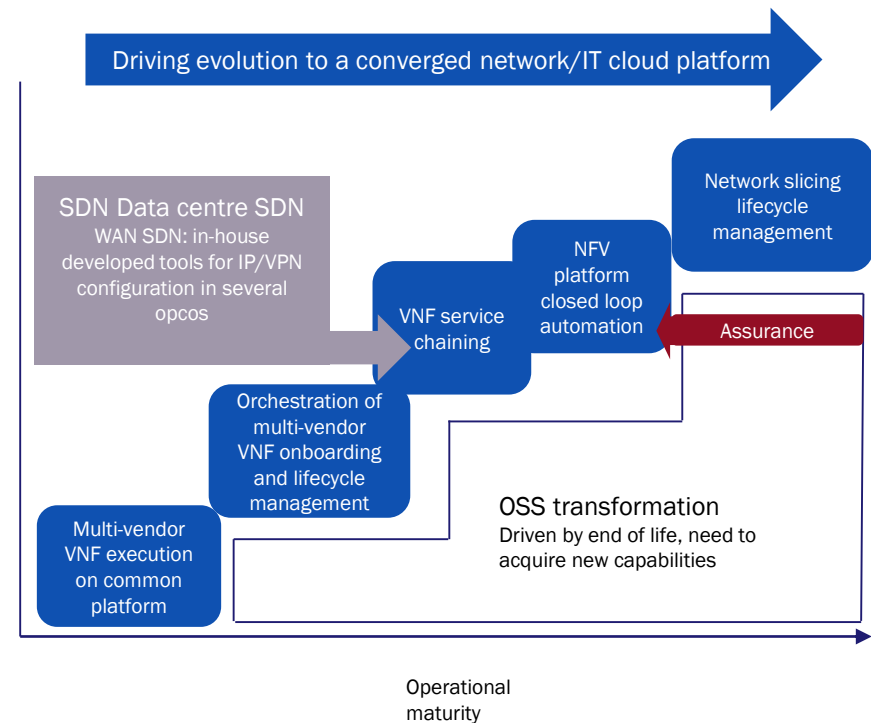 Driving evolution to a converged network/IT cloud platform
SDN Data centre SDN
WAN SDN: in-house
developed tools for IP/VPN
configuration in several
opcos
Network slicing
lifecycle
management
NFV
platform
closed loop
automation
VNF service
chaining
Assurance
Orchestration of
multi-vendor
VNF onboarding
and lifecycle
management
OSS transformation
Driven by end of life, need to
acquire new capabilities
Multi-vendor
VNF execution
on common
platform
Operational
maturity